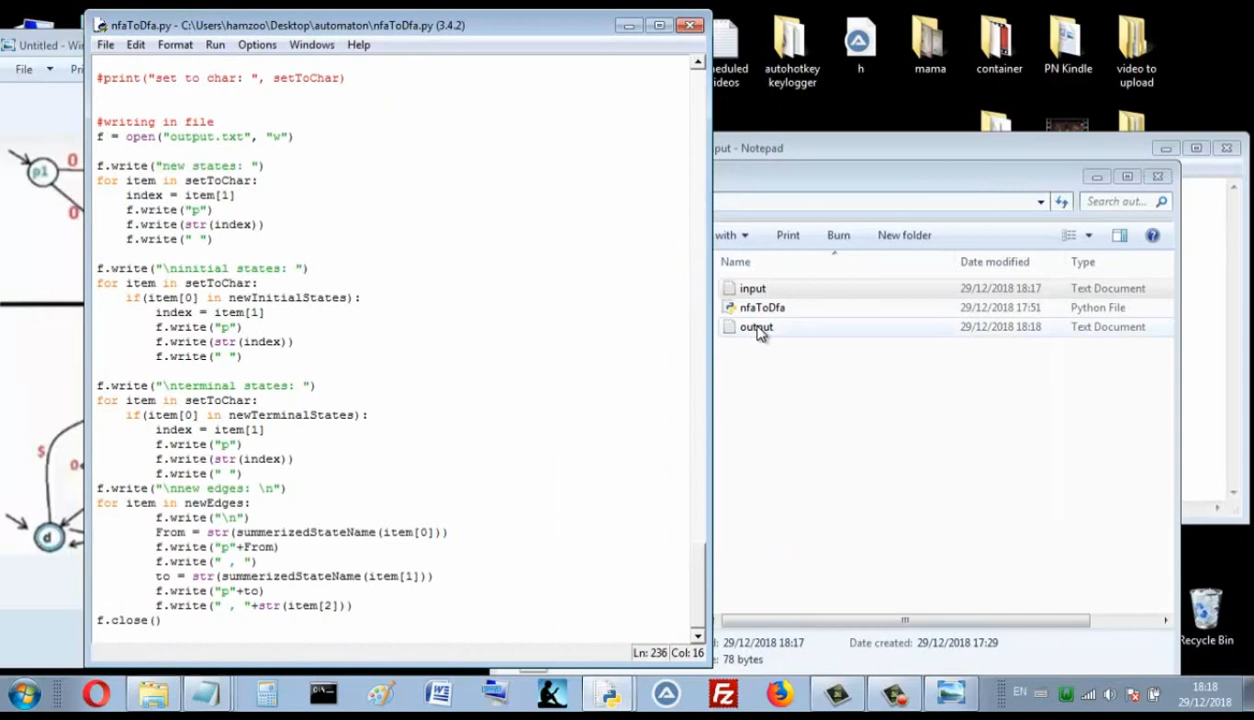 nfaToDfa.py - C:\Users\hamzoo\Desktop\automaton\nfaToDfa.py (3.4.2)
File Edit Format Run Options Windows Help
#print("set to char: ", setToChar)
#writing in file
f = open("output.txt", "w")
f.write("new states: ")
for item in setToChar:
    index = item[1]
    f.write("p")
    f.write(str(index))
    f.write(" ")
f.write("\ninitial states: ")
for item in setToChar:
    if(item[0] in newInitialStates):
        index = item[1]
        f.write("p")
        f.write(str(index))
        f.write(" ")
f.write("\nterminal states: ")
for item in setToChar:
    if(item[0] in newTerminalStates):
        index = item[1]
        f.write("p")
        f.write(str(index))
        f.write(" ")
f.write("\nnew edges: \n")
for item in newEdges:
        f.write("\n")
        From = str(summerizedStateName(item[0]))
        f.write("p"+From)
        f.write(" , ")
        to = str(summerizedStateName(item[1]))
        f.write("p"+to)
        f.write(" , "+str(item[2]))
f.close()
Ln: 236 Col: 16
Untitled - Wi
File
p1
0
0
$
0
d
videos
autohotkey keylogger
h
mama
container
PN Kindle
video to upload
put - Notepad
Search aut...
with Print Burn New folder
Name Date modified Type
input 29/12/2018 18:17 Text Document
nfaToDfa 29/12/2018 17:51 Python File
output 29/12/2018 18:18 Text Document
29/12/2018 18:17 Date created: 29/12/2018 17:29
78 bytes
Recycle Bin
EN
18:18
29/12/2018